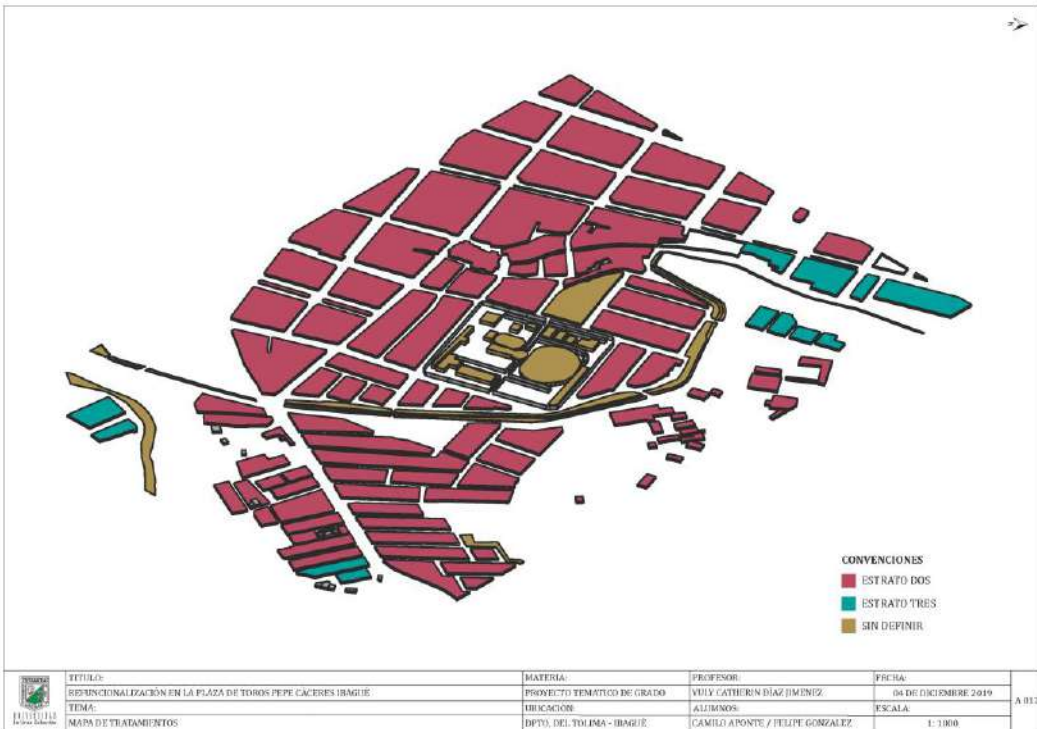 CONVENCIONES
ESTRATO DOS
ESTRATO TRES
SIN DEFINIR
TITULO:
REFUNCIONALIZACIÓN EN LA PLAZA DE TOROS PEPE CÁCERES IBAGUÉ
TEMA:
MAPA DE TRATAMIENTOS
MATERIA:
PROYECTO TEMATICO DE GRADO
UBICACIÓN:
DPTO. DEL TOLIMA - IBAGUÉ
PROFESOR:
YULY CATHERIN DÍAZ JIMENEZ
ALUMNOS:
CAMILO APONTE / FELIPE GONZALEZ
FECHA:
04 DE DICIEMBRE 2019
ESCALA:
1: 1000